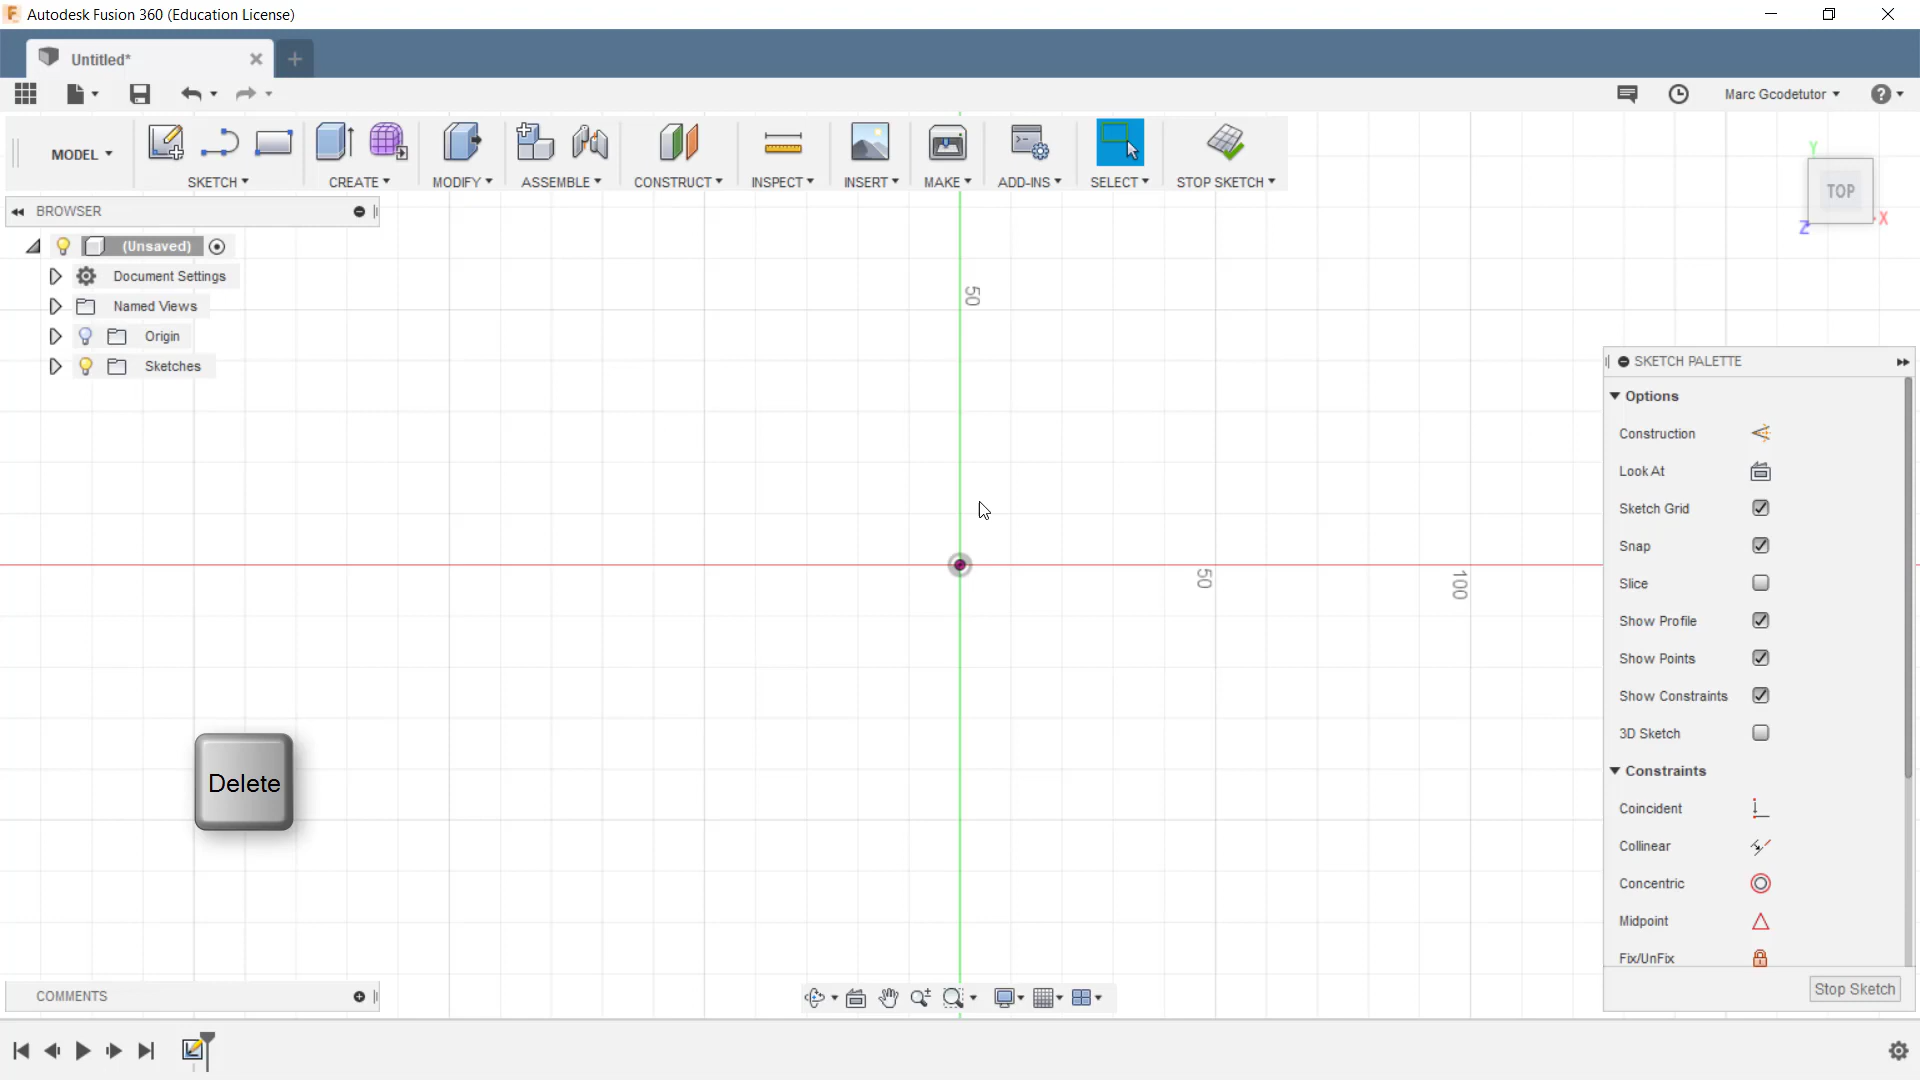 Autodesk Fusion 360 (Education License)
Untitled*
Marc Gcodetutor
MODEL
SKETCH
CREATE
MODIFY
ASSEMBLE
CONSTRUCT
INSPECT
INSERT
MAKE
ADD-INS
SELECT
STOP SKETCH
Y
TOP
X
Z
BROWSER
(Unsaved)
Document Settings
Named Views
Origin
Sketches
50
50
100
SKETCH PALETTE
Options
Construction
Look At
Sketch Grid
Snap
Slice
Show Profile
Show Points
Show Constraints
3D Sketch
Constraints
Coincident
Collinear
Concentric
Midpoint
Fix/UnFix
Stop Sketch
Delete
COMMENTS